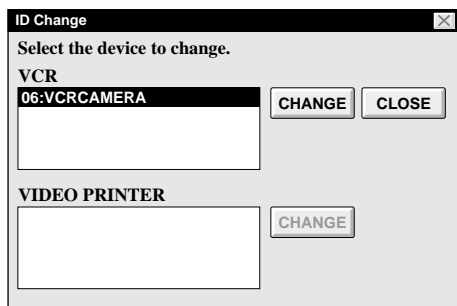 ID Change
Select the device to change.
VCR
06:VCRCAMERA
CHANGE CLOSE
VIDEO PRINTER
CHANGE